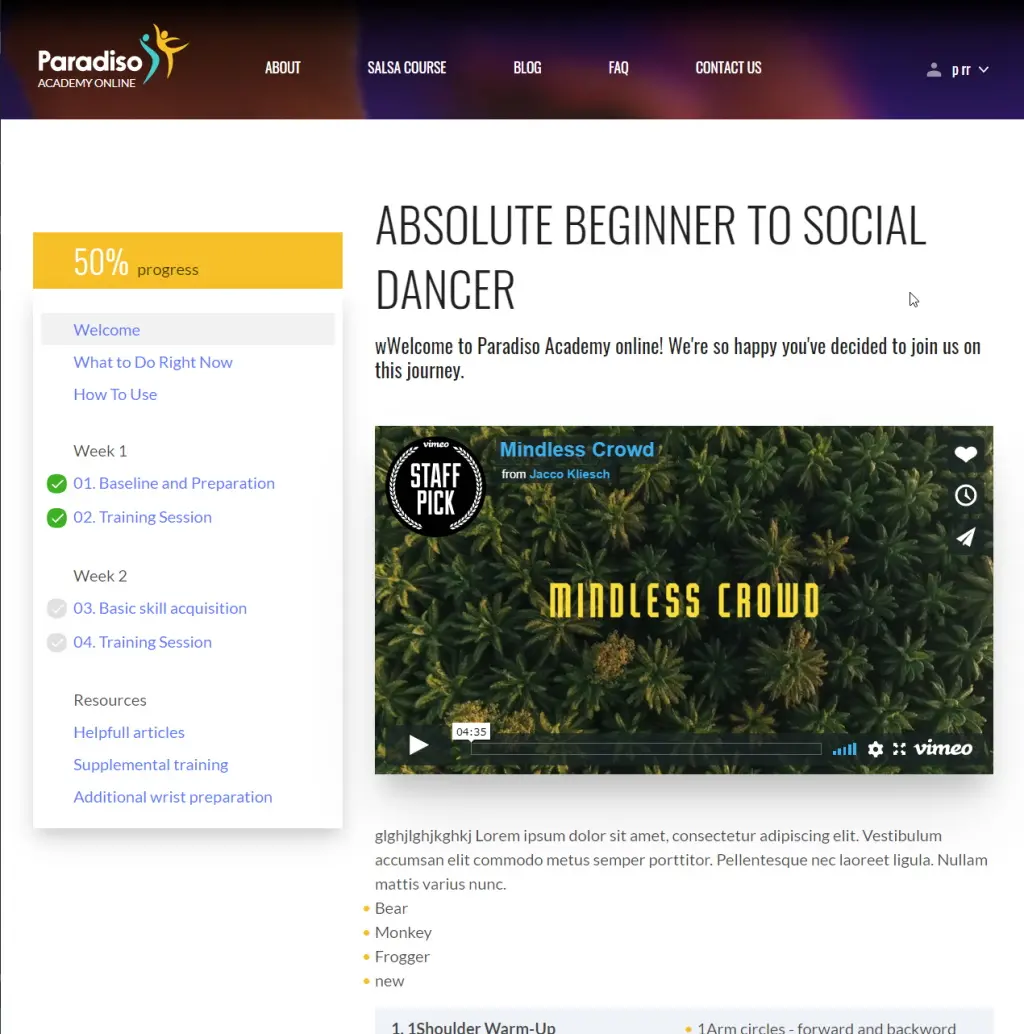 Paradiso
ACADEMY ONLINE
ABOUT
SALSA COURSE
BLOG
FAQ
CONTACT US
p rr
50% progress
Welcome
What to Do Right Now
How To Use
Week 1
01. Baseline and Preparation
02. Training Session
Week 2
03. Basic skill acquisition
04. Training Session
Resources
Helpfull articles
Supplemental training
Additional wrist preparation
ABSOLUTE BEGINNER TO SOCIAL
DANCER
wWelcome to Paradiso Academy online! We're so happy you've decided to join us on
this journey.
vimeo
STAFF
PICK
Mindless Crowd
from Jacco Kliesch
MINDLESS CROWD
04:35
vimeo
glghjlghjkghkj Lorem ipsum dolor sit amet, consectetur adipiscing elit. Vestibulum
accumsan elit commodo metus semper porttitor. Pellentesque nec laoreet ligula. Nullam
mattis varius nunc.
• Bear
• Monkey
• Frogger
• new
1. 1Shoulder Warm-Up
• 1Arm circles - forward and backword